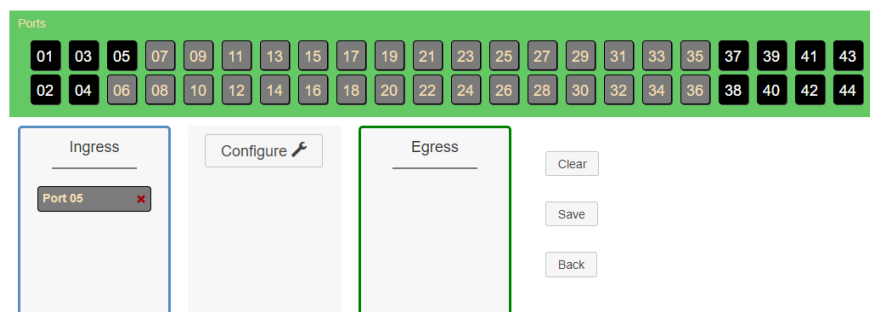 Ports
01 03 05 07 09 11 13 15 17 19 21 23 25 27 29 31 33 35 37 39 41 43
02 04 06 08 10 12 14 16 18 20 22 24 26 28 30 32 34 36 38 40 42 44
Ingress
Configure
Egress
Port 05
Clear
Save
Back